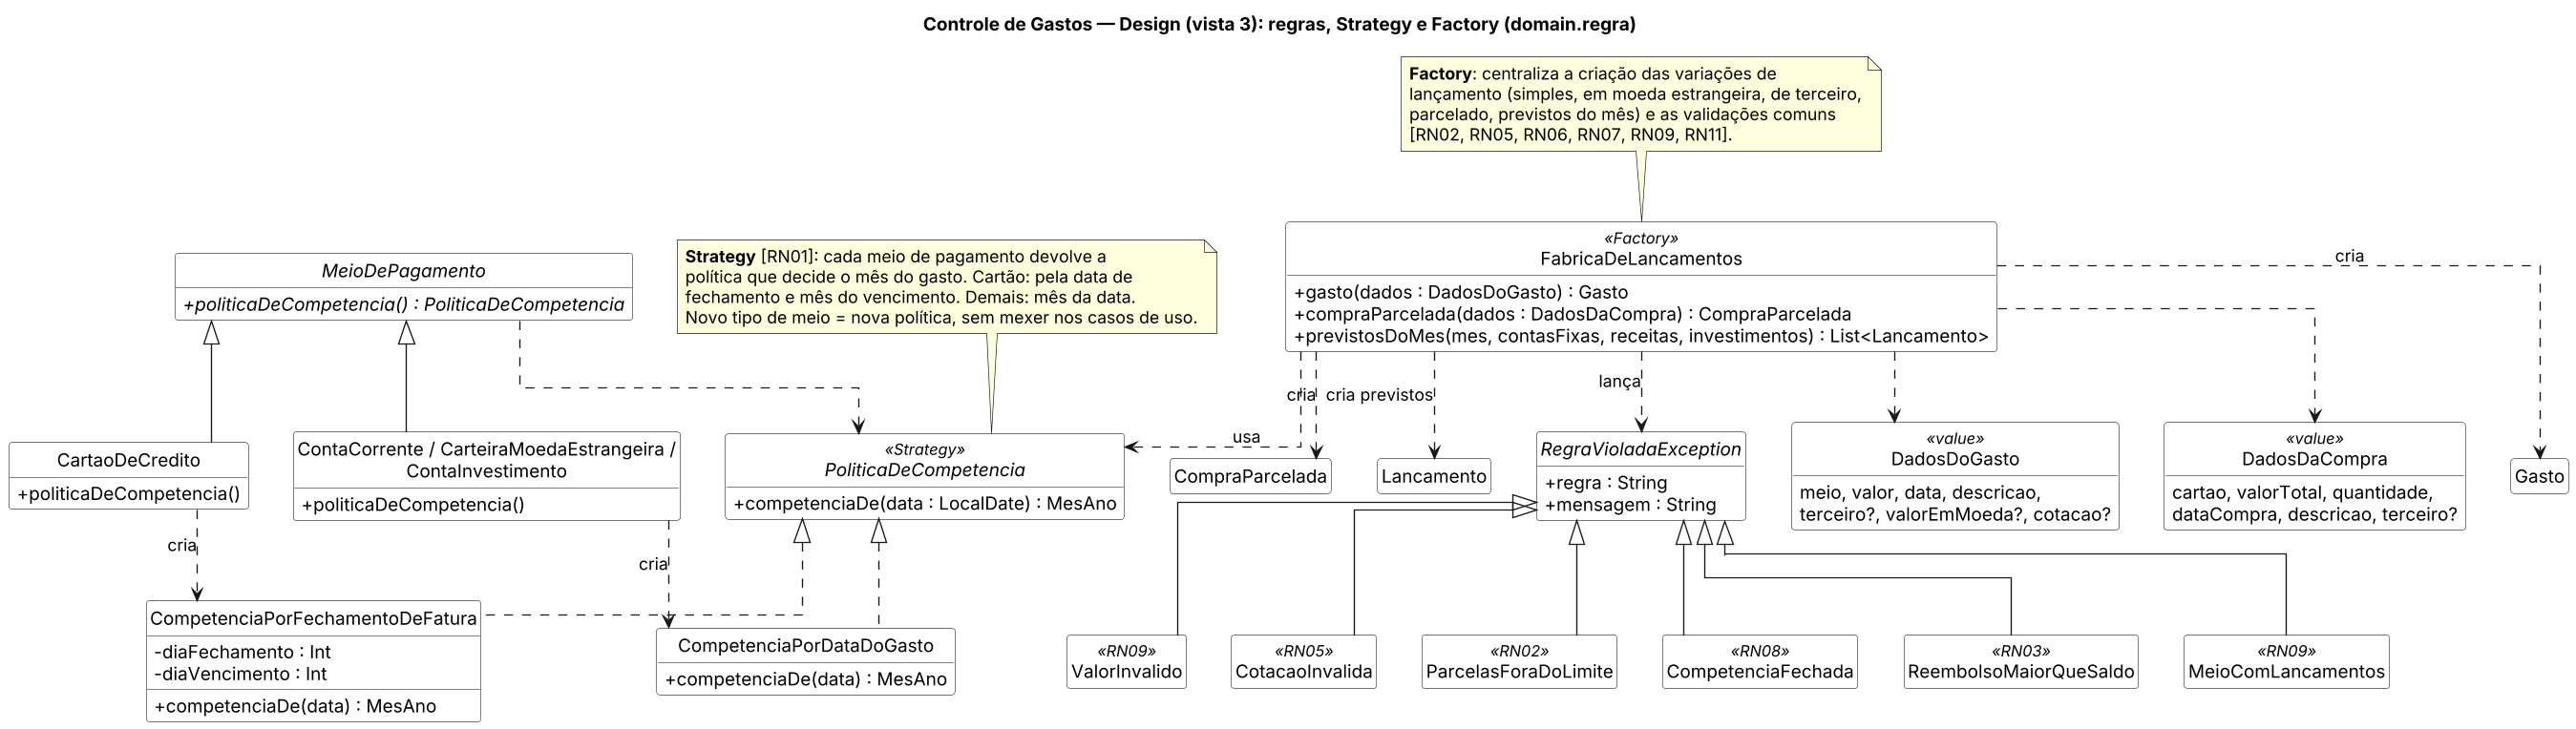 Controle de Gastos — Design (vista 3): regras, Strategy e Factory (domain.regra)
Factory: centraliza a criação das variações de
lançamento (simples, em moeda estrangeira, de terceiro,
parcelado, previstos do mês) e as validações comuns
[RN02, RN05, RN06, RN07, RN09, RN11].
MeioDePagamento
+politicaDeCompetencia() : PoliticaDeCompetencia
Strategy [RN01]: cada meio de pagamento devolve a
política que decide o mês do gasto. Cartão: pela data de
fechamento e mês do vencimento. Demais: mês da data.
Novo tipo de meio = nova política, sem mexer nos casos de uso.
«Factory»
FabricaDeLancamentos
+gasto(dados : DadosDoGasto) : Gasto
+compraParcelada(dados : DadosDaCompra) : CompraParcelada
+previstosDoMes(mes, contasFixas, receitas, investimentos) : List<Lancamento>
cria
cria
cria previstos
lança
usa
CartaoDeCredito
+politicaDeCompetencia()
ContaCorrente / CarteiraMoedaEstrangeira /
ContaInvestimento
+politicaDeCompetencia()
«Strategy»
PoliticaDeCompetencia
+competenciaDe(data : LocalDate) : MesAno
CompraParcelada
Lancamento
RegraVioladaException
+regra : String
+mensagem : String
«value»
DadosDoGasto
meio, valor, data, descricao,
terceiro?, valorEmMoeda?, cotacao?
«value»
DadosDaCompra
cartao, valorTotal, quantidade,
dataCompra, descricao, terceiro?
Gasto
cria
cria
CompetenciaPorFechamentoDeFatura
-diaFechamento : Int
-diaVencimento : Int
+competenciaDe(data) : MesAno
CompetenciaPorDataDoGasto
+competenciaDe(data) : MesAno
«RN09»
ValorInvalido
«RN05»
CotacaoInvalida
«RN02»
ParcelasForaDoLimite
«RN08»
CompetenciaFechada
«RN03»
ReembolsoMaiorQueSaldo
«RN09»
MeioComLancamentos